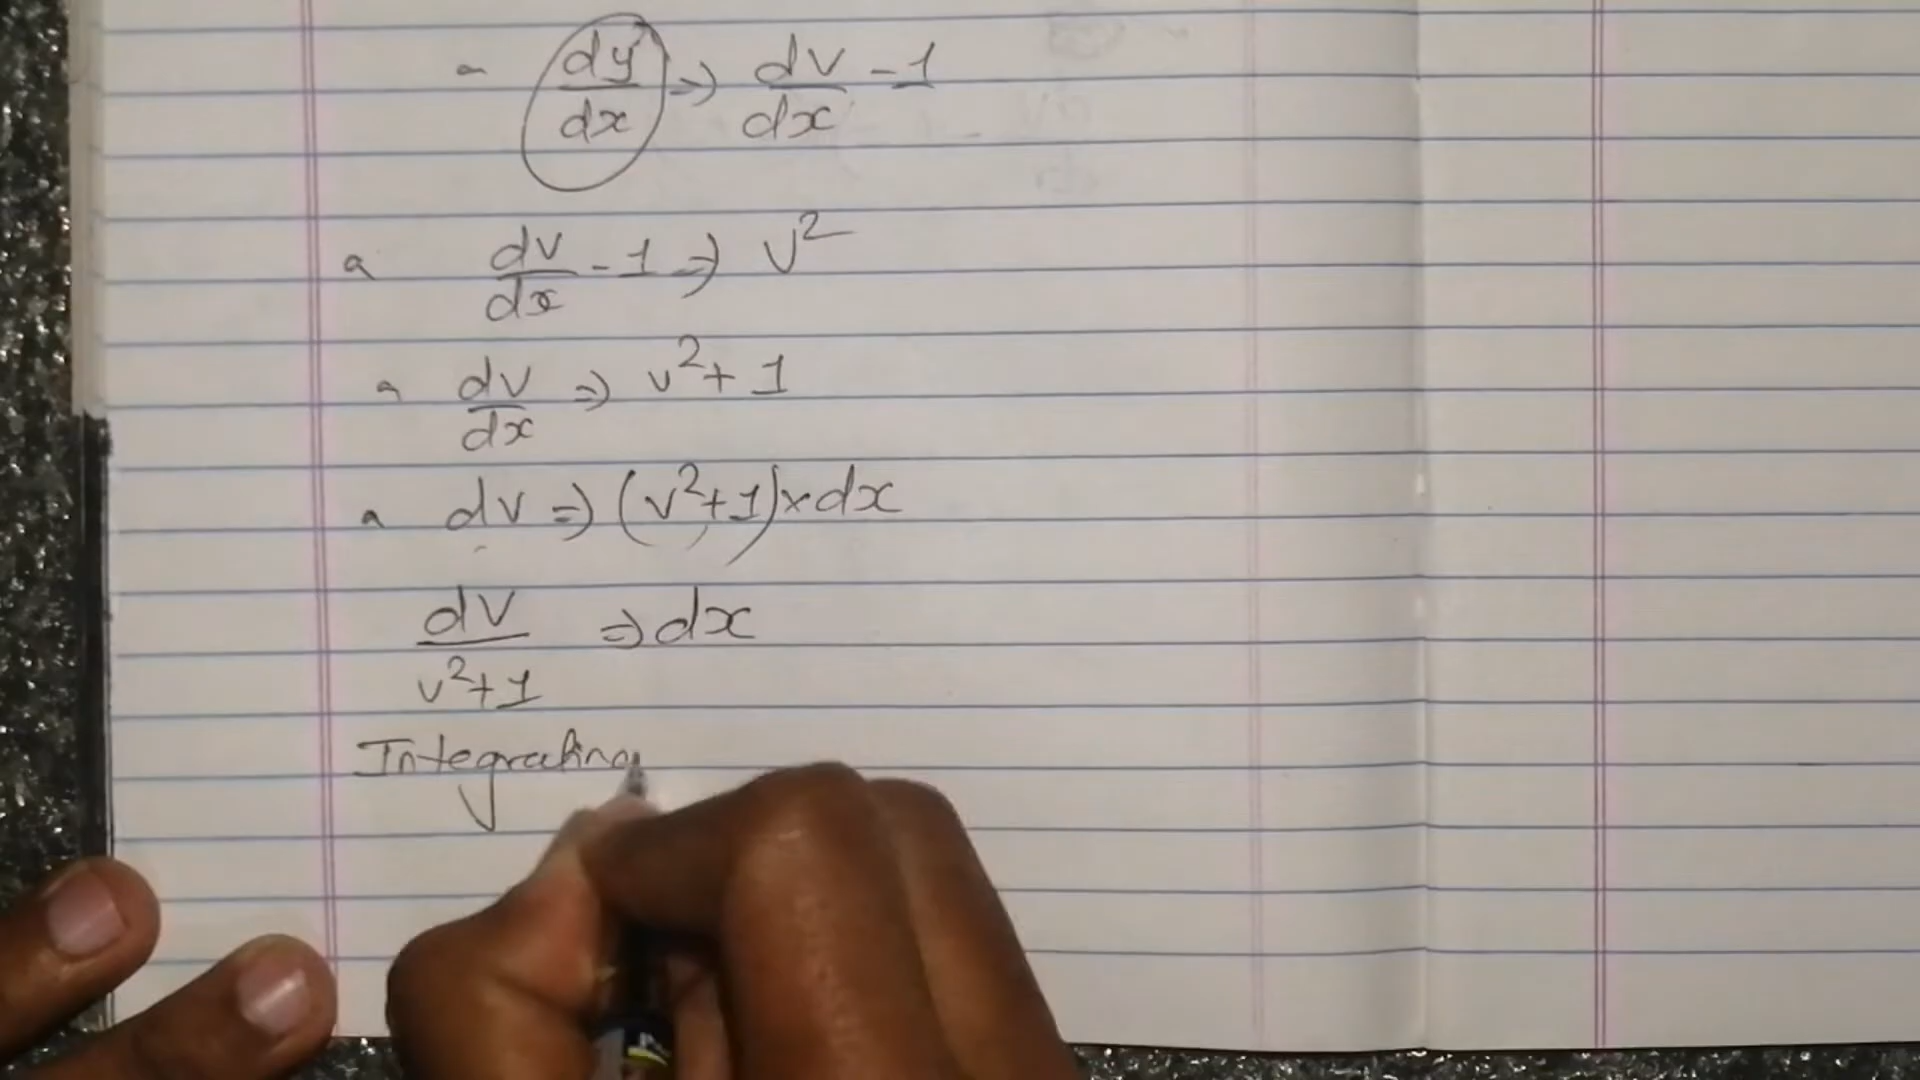 dy/dx => dv/dx - 1
dv/dx - 1 => v²
dv/dx => v² + 1
dv => (v² + 1) × dx
dv/v² + 1 => dx
Integrating